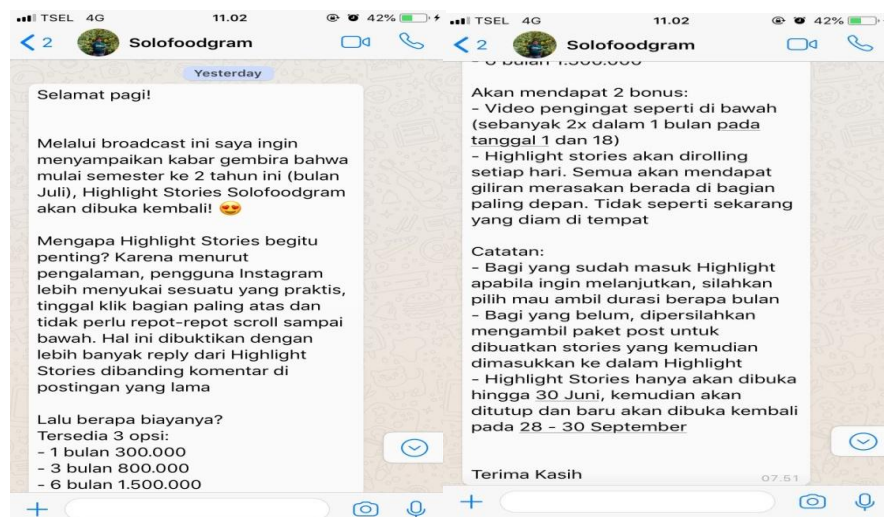 TSEL 4G 11.02 42%
2 Solofoodgram
Yesterday
Selamat pagi!
Melalui broadcast ini saya ingin
menyampaikan kabar gembira bahwa
mulai semester ke 2 tahun ini (bulan
Juli), Highlight Stories Solofoodgram
akan dibuka kembali! 😍
Mengapa Highlight Stories begitu
penting? Karena menurut
pengalaman, pengguna Instagram
lebih menyukai sesuatu yang praktis,
tinggal klik bagian paling atas dan
tidak perlu repot-repot scroll sampai
bawah. Hal ini dibuktikan dengan
lebih banyak reply dari Highlight
Stories dibanding komentar di
postingan yang lama
Lalu berapa biayanya?
Tersedia 3 opsi:
- 1 bulan 300.000
- 3 bulan 800.000
- 6 bulan 1.500.000
TSEL 4G 11.02 42%
2 Solofoodgram
- 6 bulan 1.500.000
Akan mendapat 2 bonus:
- Video pengingat seperti di bawah
(sebanyak 2x dalam 1 bulan pada
tanggal 1 dan 18)
- Highlight stories akan dirolling
setiap hari. Semua akan mendapat
giliran merasakan berada di bagian
paling depan. Tidak seperti sekarang
yang diam di tempat
Catatan:
- Bagi yang sudah masuk Highlight
apabila ingin melanjutkan, silahkan
pilih mau ambil durasi berapa bulan
- Bagi yang belum, dipersilahkan
mengambil paket post untuk
dibuatkan stories yang kemudian
dimasukkan ke dalam Highlight
- Highlight Stories hanya akan dibuka
hingga 30 Juni, kemudian akan
ditutup dan baru akan dibuka kembali
pada 28 - 30 September
Terima Kasih
07.51